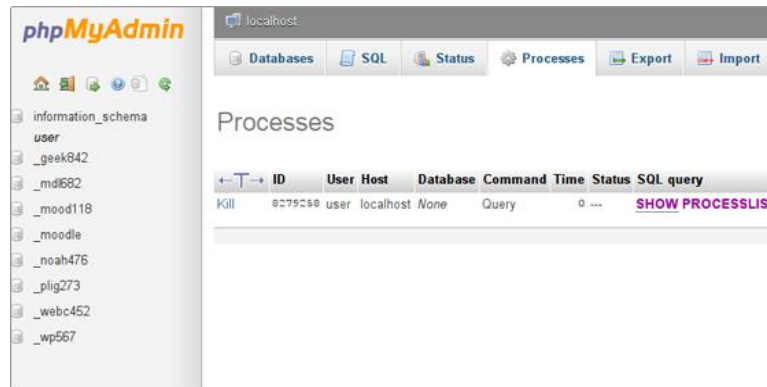 phpMyAdmin
information_schema
user
_geek842
_mdl682
_mood118
_moodle
_noah476
_plig273
_webc452
_wp567
localhost
Databases SQL Status Processes Export Import
Processes
←T→ ID User Host Database Command Time Status SQL query
Kill user localhost None Query 0 --- SHOW PROCESSLIS